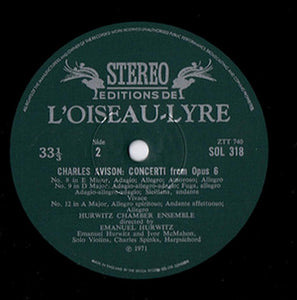 STEREO
EDITIONS DE
L'OISEAU-LYRE
33⅓
Side
2
ZTT 740
SOL 318
CHARLES AVISON: CONCERTI from Opus 6
No. 8 in E Minor, Adagio; Allegro; Amoroso; Allegro
No. 9 in D Major, Adagio-allegro-adagio; Fuga, allegro
Adagio-allegro-adagio; Siciliana, andante
Vivace
No. 12 in A Major, Allegro spiritoso; Andante affettuoso;
Allegro
HURWITZ CHAMBER ENSEMBLE
directed by
EMANUEL HURWITZ
Emanuel Hurwitz and Ivor McMahon,
Solo Violins, Charles Spinks, Harpsichord
℗ 1971